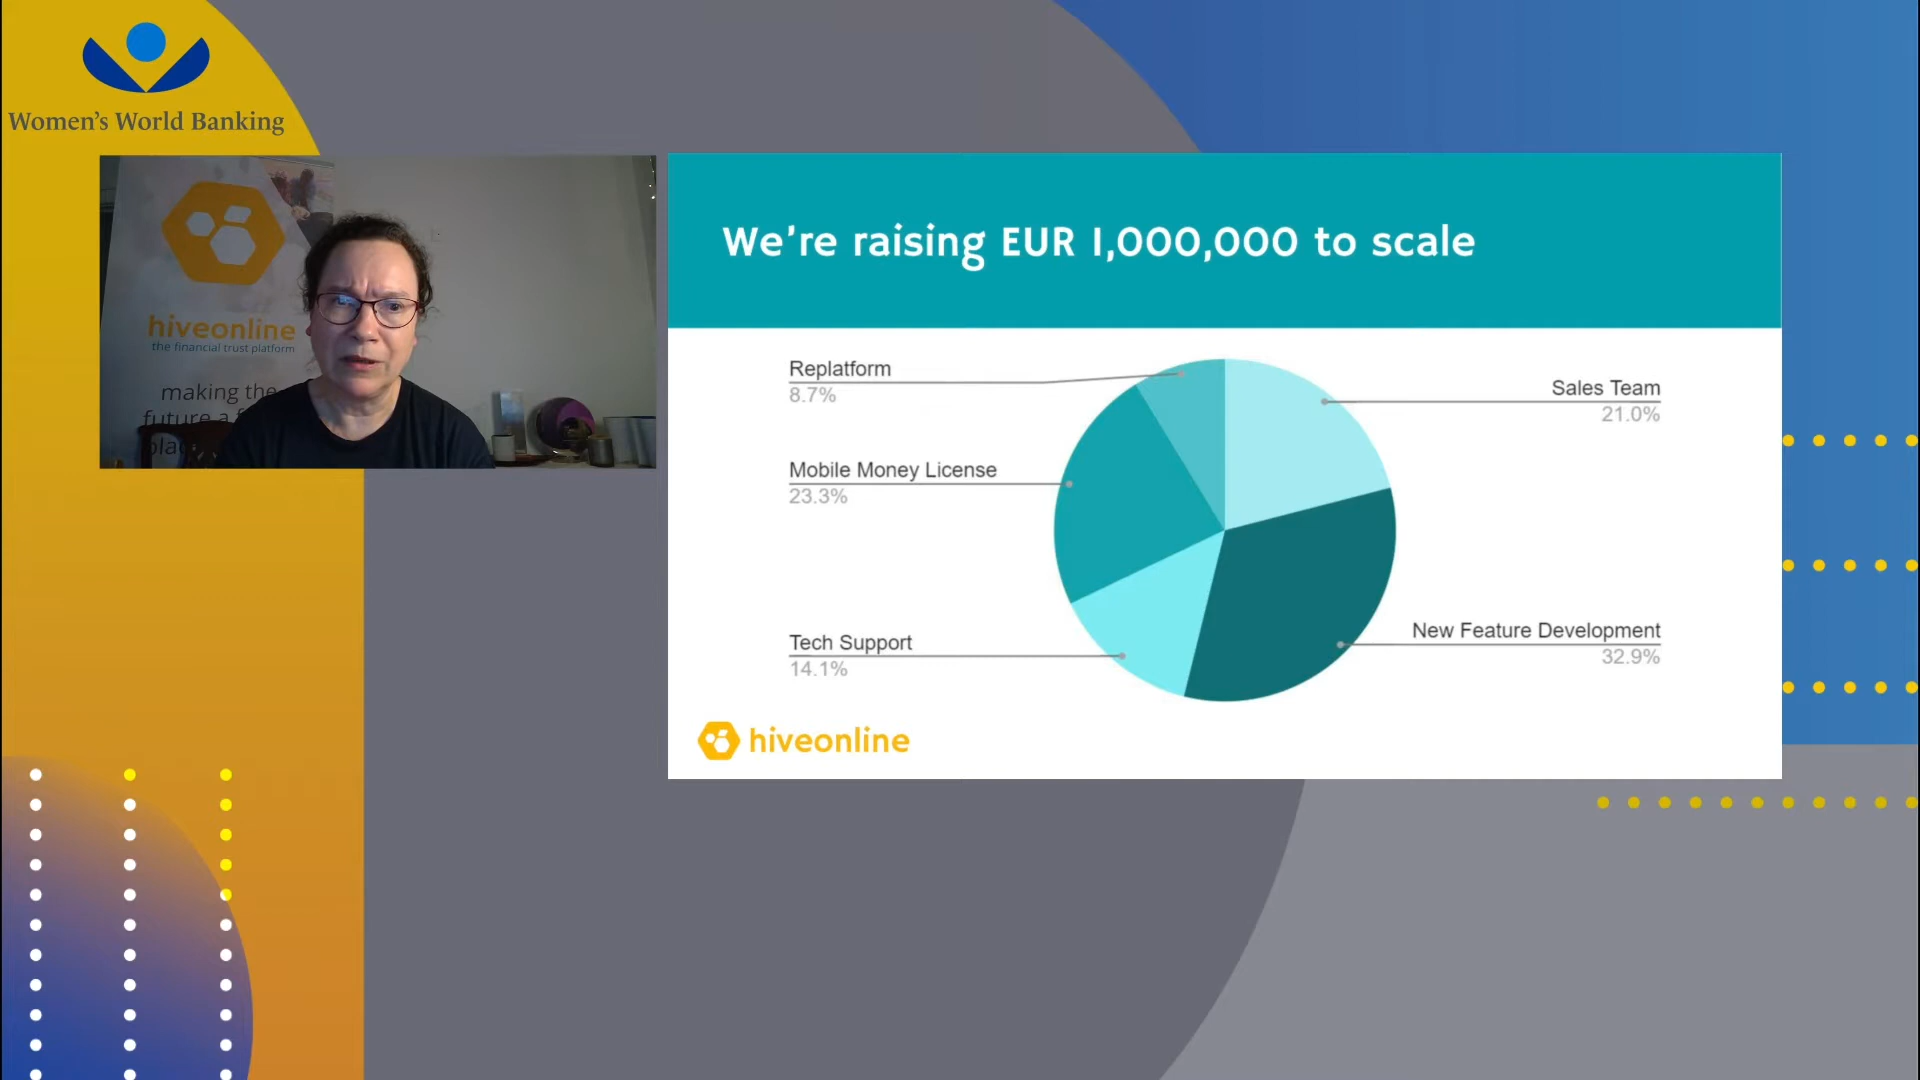 Women's World Banking
hiveonline
the financial trust platform
making the
future a
We're raising EUR 1,000,000 to scale
Replatform
8.7%
Sales Team
21.0%
Mobile Money License
23.3%
New Feature Development
32.9%
Tech Support
14.1%
hiveonline